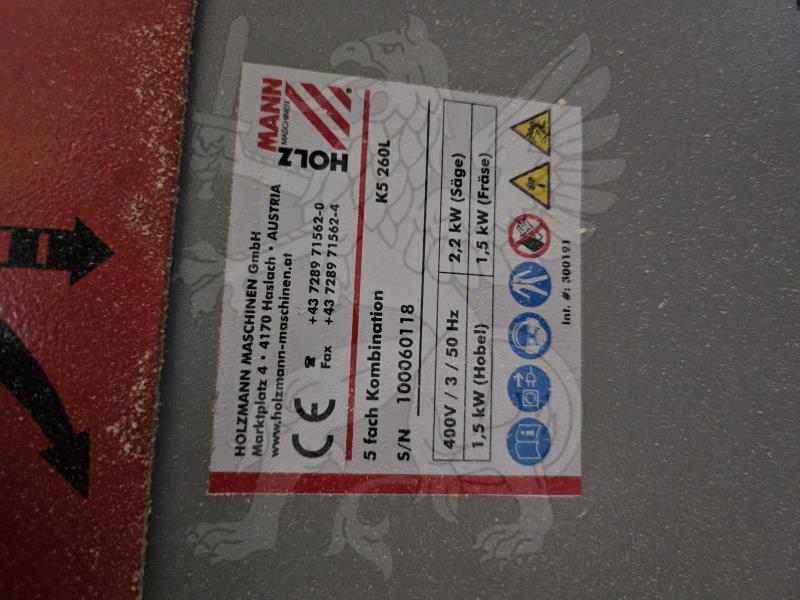 HOLZ
MANN
MASCHINEN
®
HOLZMANN MASCHINEN GmbH
Marktplatz 4 • 4170 Haslach • AUSTRIA
www.holzmann-maschinen.at
☎ +43 7289 71562-0
Fax +43 7289 71562-4
CE
5 fach Kombination K5 260L
S/N 100060118
400V / 3 / 50 Hz 2,2 kW (Säge)
1,5 kW (Hobel) 1,5 kW (Fräse)
Int. #: 300191